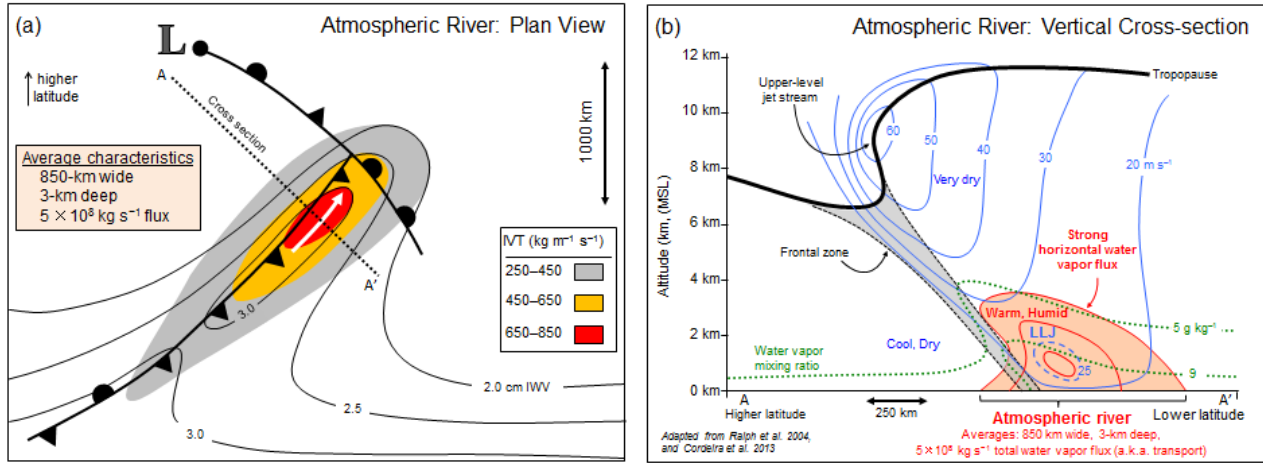 (a)
Atmospheric River: Plan View
L
↑ higher
latitude
A
Cross section
A'
1000 km
Average characteristics
850-km wide
3-km deep
5 × 10⁸ kg s⁻¹ flux
IVT (kg m⁻¹ s⁻¹)
250–450
450–650
650–850
3.0
2.0 cm IWV
2.5
3.0
(b)
Atmospheric River: Vertical Cross-section
12 km
10 km
8 km
6 km
4 km
2 km
0 km
Altitude (km, (MSL)
Upper-level
jet stream
Tropopause
60
50
40
30
20 m s⁻¹
Very dry
Frontal zone
Strong
horizontal water
vapor flux
Warm, Humid
LLJ
25
5 g kg⁻¹
9
Cool, Dry
Water vapor
mixing ratio
A
Higher latitude
250 km
A'
Lower latitude
Atmospheric river
Averages: 850 km wide, 3-km deep,
5 × 10⁸ kg s⁻¹ total water vapor flux (a.k.a. transport)
Adapted from Ralph et al. 2004,
and Cordeira et al. 2013